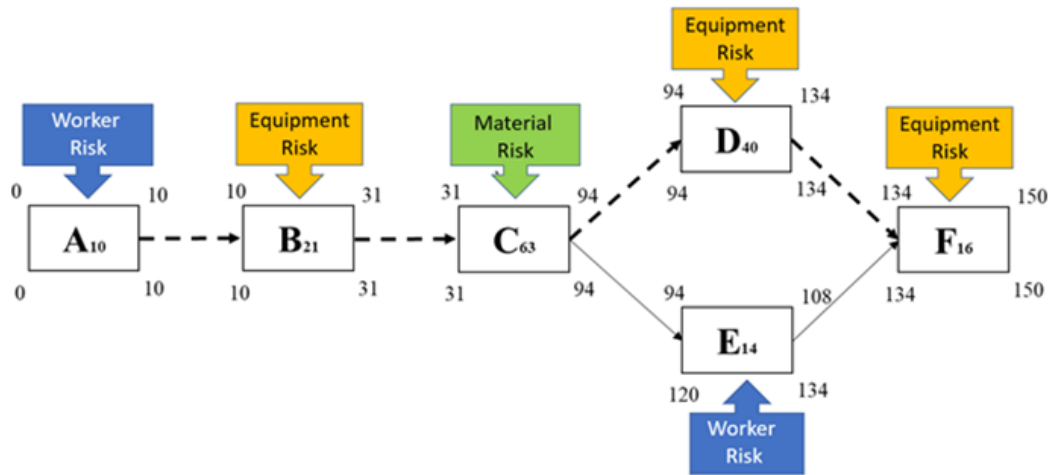 Equipment
Risk
Worker
Risk
Equipment
Risk
Material
Risk
94
134
Equipment
Risk
D40
0
10
10
31
31
94
94
134
134
150
A10
B21
C63
F16
0
10
10
31
31
94
94
108
134
150
E14
120
134
Worker
Risk